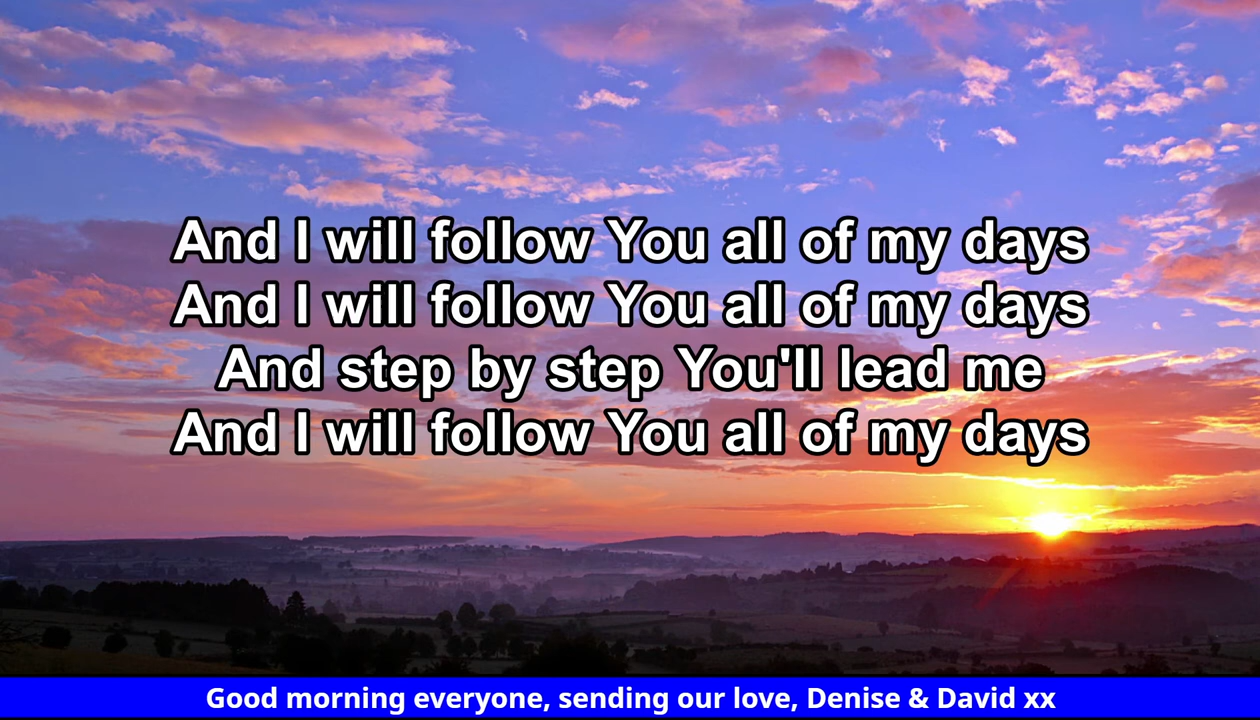 And I will follow You all of my days
And I will follow You all of my days
And step by step You'll lead me
And I will follow You all of my days
Good morning everyone, sending our love, Denise & David xx